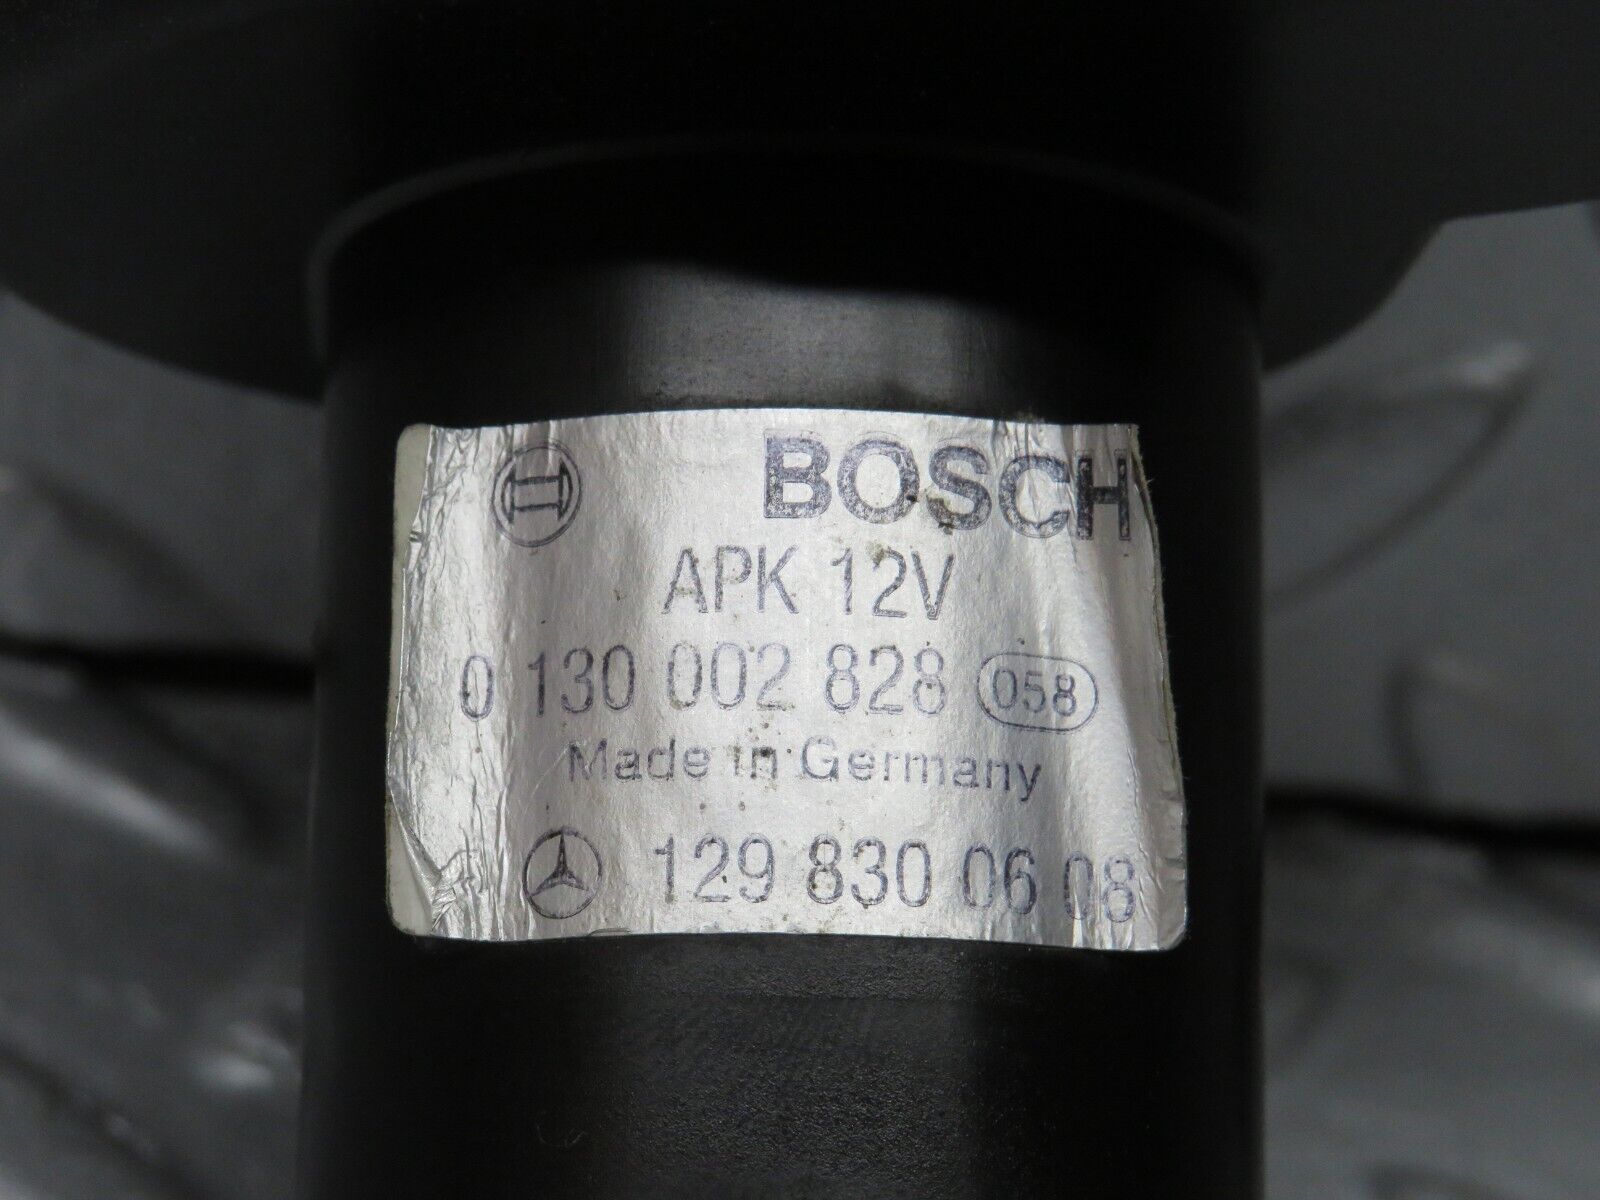 BOSCH
APK 12V
0 130 002 828 058
Made in Germany
129 830 06 08